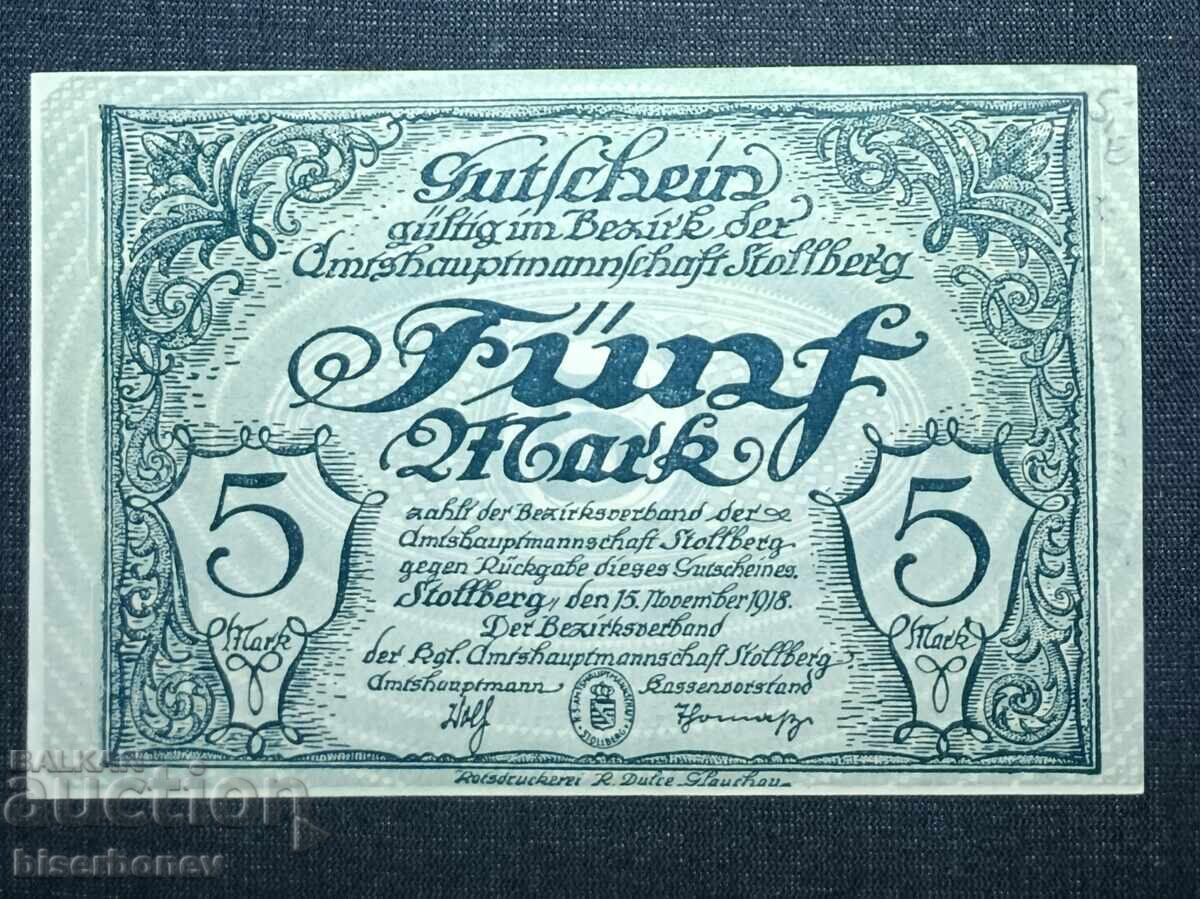 Gutschein
gültig im Bezirk der
Amtshauptmannschaft Stollberg
Fünf
Mark
5
Mark
5
Mark
zahlt der Bezirksverband der
Amtshauptmannschaft Stollberg
gegen Rückgabe dieses Gutscheines.
Stollberg, den 15. November 1918.
Der Bezirksverband
der Kgl. Amtshauptmannschaft Stollberg
Amtshauptmann Kassenvorstand
STOLLBERG
Ratsdruckerei R. Dulce Glauchau
BALKAN
auction
biserbonev